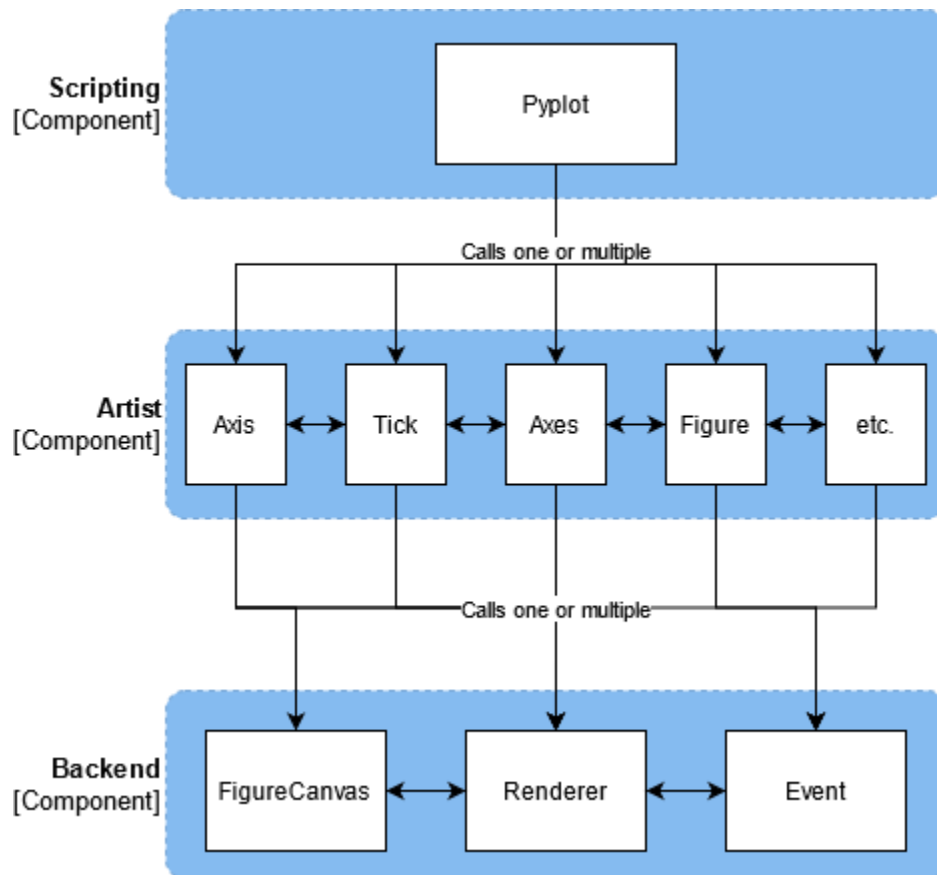 Scripting
[Component]
Pyplot
Calls one or multiple
Artist
[Component]
Axis
Tick
Axes
Figure
etc.
Calls one or multiple
Backend
[Component]
FigureCanvas
Renderer
Event